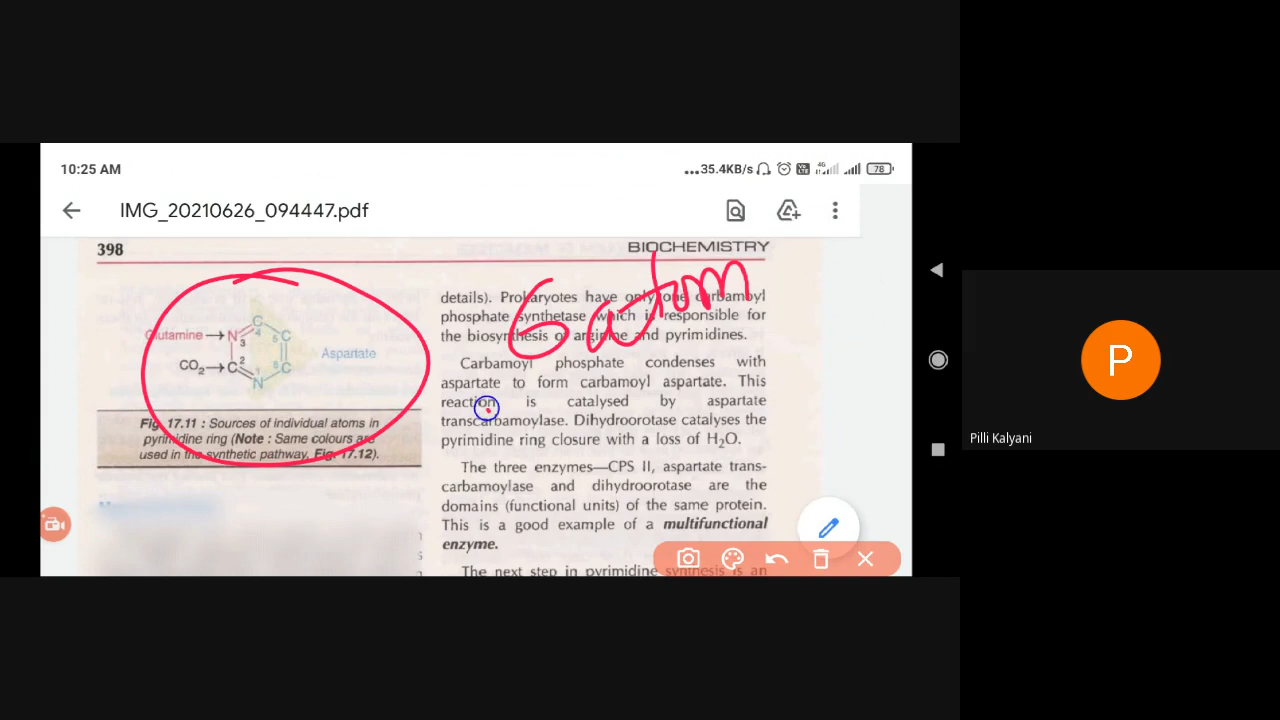 10:25 AM
...35.4KB/s 4G 78
IMG_20210626_094447.pdf
398
BIOCHEMISTRY
6 atom
Glutamine → N 3
C 4
C 5
CO₂ → C 2
N 1
C 6
Aspartate
Fig. 17.11 : Sources of individual atoms in
pyrimidine ring (Note : Same colours are
used in the synthetic pathway, Fig. 17.12).
details). Prokaryotes have only one carbamoyl
phosphate synthetase which is responsible for
the biosynthesis of arginine and pyrimidines.
Carbamoyl phosphate condenses with
aspartate to form carbamoyl aspartate. This
reaction is catalysed by aspartate
transcarbamoylase. Dihydroorotase catalyses the
pyrimidine ring closure with a loss of H₂O.
The three enzymes—CPS II, aspartate trans-
carbamoylase and dihydroorotase are the
domains (functional units) of the same protein.
This is a good example of a multifunctional
enzyme.
The next step in pyrimidine synthesis is an
P
Pilli Kalyani